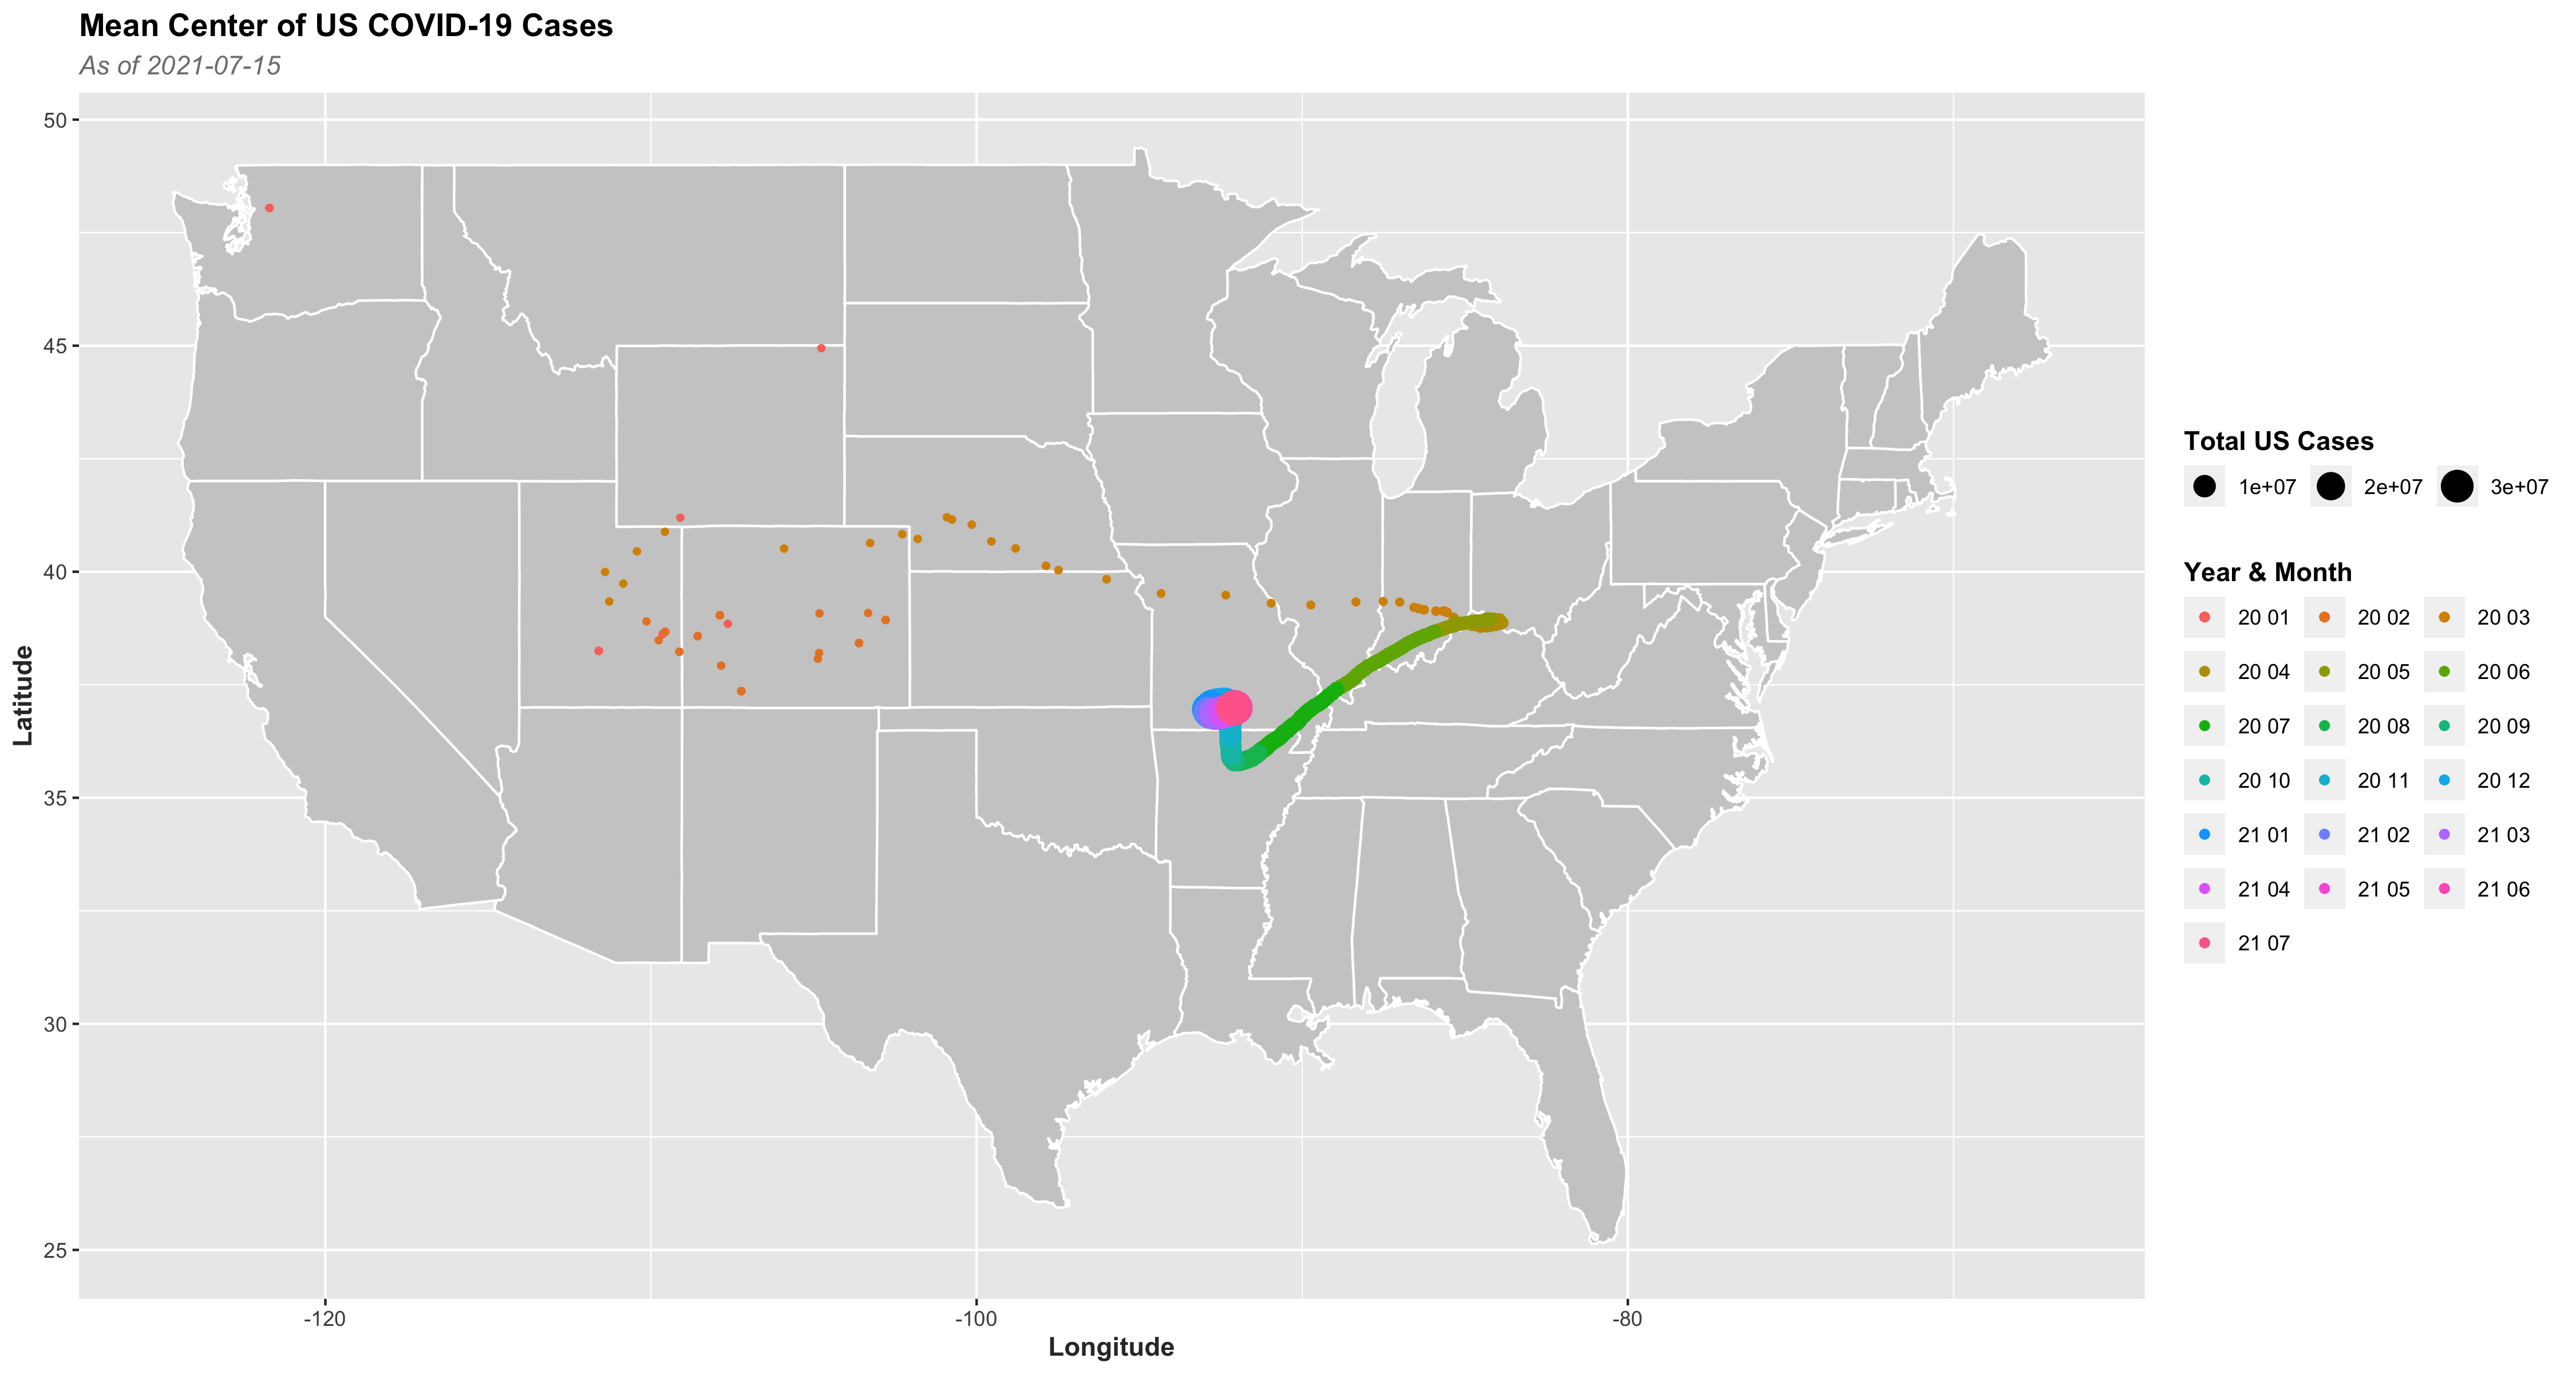 Mean Center of US COVID-19 Cases
As of 2021-07-15
50
45
40
35
30
25
Latitude
-120
-100
-80
Longitude
Total US Cases
1e+07 2e+07 3e+07
Year & Month
20 01 20 02 20 03
20 04 20 05 20 06
20 07 20 08 20 09
20 10 20 11 20 12
21 01 21 02 21 03
21 04 21 05 21 06
21 07